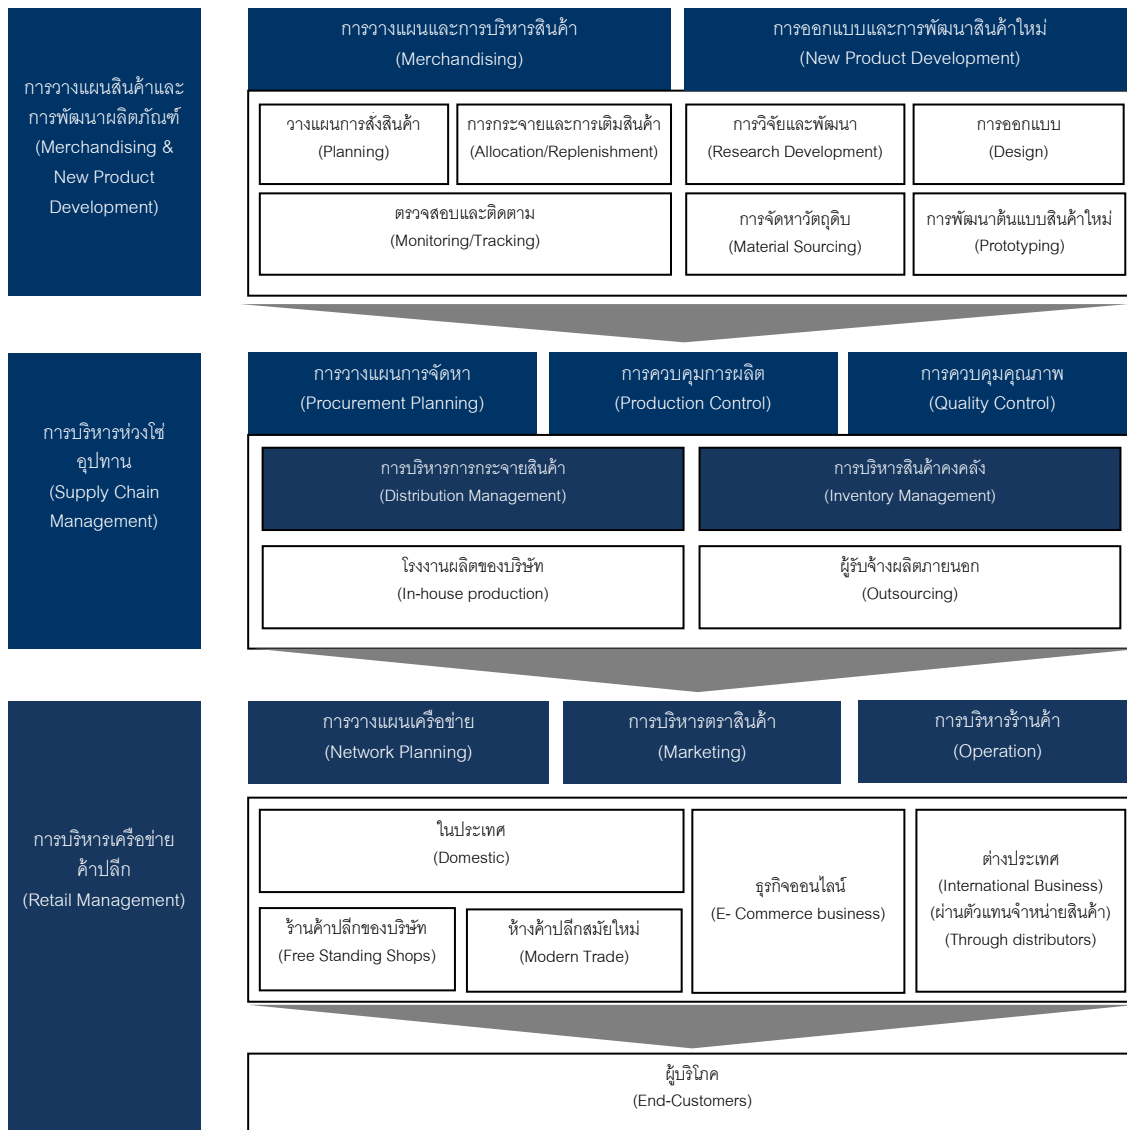 การวางแผนสินค้าและ
การพัฒนาผลิตภัณฑ์
(Merchandising &
New Product
Development)
การวางแผนและการบริหารสินค้า
(Merchandising)
การออกแบบและการพัฒนาสินค้าใหม่
(New Product Development)
วางแผนการสั่งสินค้า
(Planning)
การกระจายและการเติมสินค้า
(Allocation/Replenishment)
การวิจัยและพัฒนา
(Research Development)
การออกแบบ
(Design)
ตรวจสอบและติดตาม
(Monitoring/Tracking)
การจัดหาวัตถุดิบ
(Material Sourcing)
การพัฒนาต้นแบบสินค้าใหม่
(Prototyping)
การบริหารห่วงโซ่
อุปทาน
(Supply Chain
Management)
การวางแผนการจัดหา
(Procurement Planning)
การควบคุมการผลิต
(Production Control)
การควบคุมคุณภาพ
(Quality Control)
การบริหารการกระจายสินค้า
(Distribution Management)
การบริหารสินค้าคงคลัง
(Inventory Management)
โรงงานผลิตของบริษัท
(In-house production)
ผู้รับจ้างผลิตภายนอก
(Outsourcing)
การบริหารเครือข่าย
ค้าปลีก
(Retail Management)
การวางแผนเครือข่าย
(Network Planning)
การบริหารตราสินค้า
(Marketing)
การบริหารร้านค้า
(Operation)
ในประเทศ
(Domestic)
ร้านค้าปลีกของบริษัท
(Free Standing Shops)
ห้างค้าปลีกสมัยใหม่
(Modern Trade)
ธุรกิจออนไลน์
(E- Commerce business)
ต่างประเทศ
(International Business)
(ผ่านตัวแทนจำหน่ายสินค้า)
(Through distributors)
ผู้บริโภค
(End-Customers)